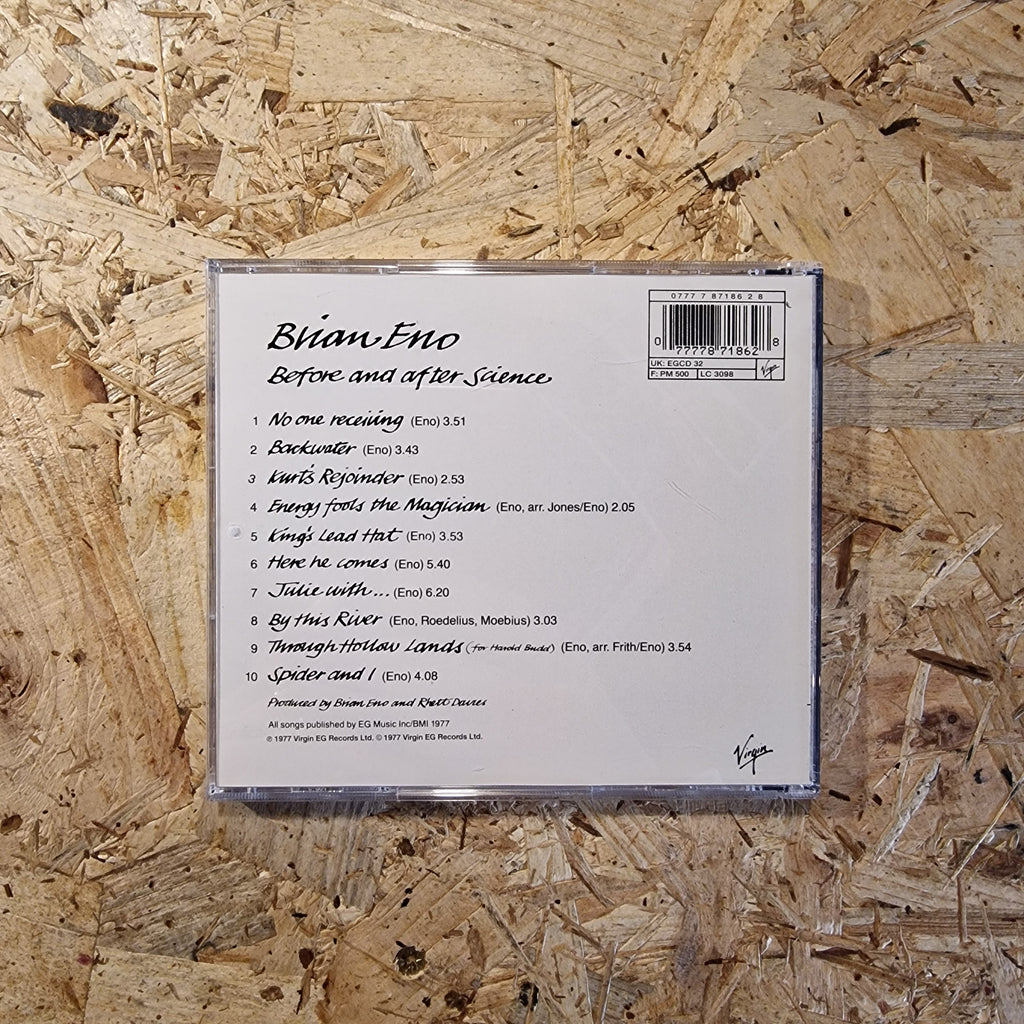 0777 7 87186 2 8
0 77778 71862 8
UK: EGCD 32
F: PM 500 LC 3098 Virgin
Brian Eno
Before and after Science
1 No one receiving (Eno) 3.51
2 Backwater (Eno) 3.43
3 Kurt's Rejoinder (Eno) 2.53
4 Energy fools the Magician (Eno, arr. Jones/Eno) 2.05
5 King's Lead Hat (Eno) 3.53
6 Here he comes (Eno) 5.40
7 Julie with... (Eno) 6.20
8 By this River (Eno, Roedelius, Moebius) 3.03
9 Through Hollow Lands (for Harold Budd) (Eno, arr. Frith/Eno) 3.54
10 Spider and I (Eno) 4.08
Produced by Brian Eno and Rhett Davies
All songs published by EG Music Inc/BMI 1977
℗ 1977 Virgin EG Records Ltd. © 1977 Virgin EG Records Ltd.
Virgin